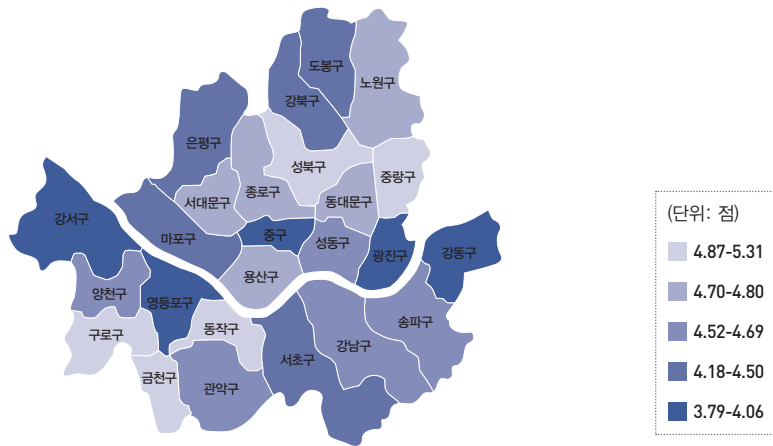 도봉구
노원구
강북구
은평구
성북구
중랑구
서대문구
종로구
동대문구
강서구
마포구
중구
성동구
광진구
강동구
용산구
양천구
영등포구
송파구
구로구
동작구
강남구
서초구
금천구
관악구
(단위: 점)
4.87-5.31
4.70-4.80
4.52-4.69
4.18-4.50
3.79-4.06